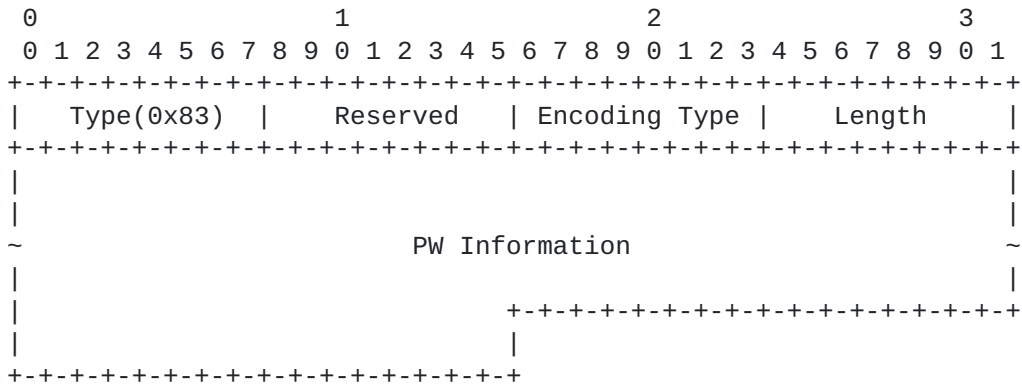 0                   1                   2                   3
 0 1 2 3 4 5 6 7 8 9 0 1 2 3 4 5 6 7 8 9 0 1 2 3 4 5 6 7 8 9 0 1
+-+-+-+-+-+-+-+-+-+-+-+-+-+-+-+-+-+-+-+-+-+-+-+-+-+-+-+-+-+-+-+-+
|   Type(0x83)  |    Reserved   | Encoding Type |    Length     |
+-+-+-+-+-+-+-+-+-+-+-+-+-+-+-+-+-+-+-+-+-+-+-+-+-+-+-+-+-+-+-+-+
|                                                               |
|                                                               |
~                         PW Information                        ~
|                                                               |
|                               +-+-+-+-+-+-+-+-+-+-+-+-+-+-+-+-+
|                               |
+-+-+-+-+-+-+-+-+-+-+-+-+-+-+-+-+